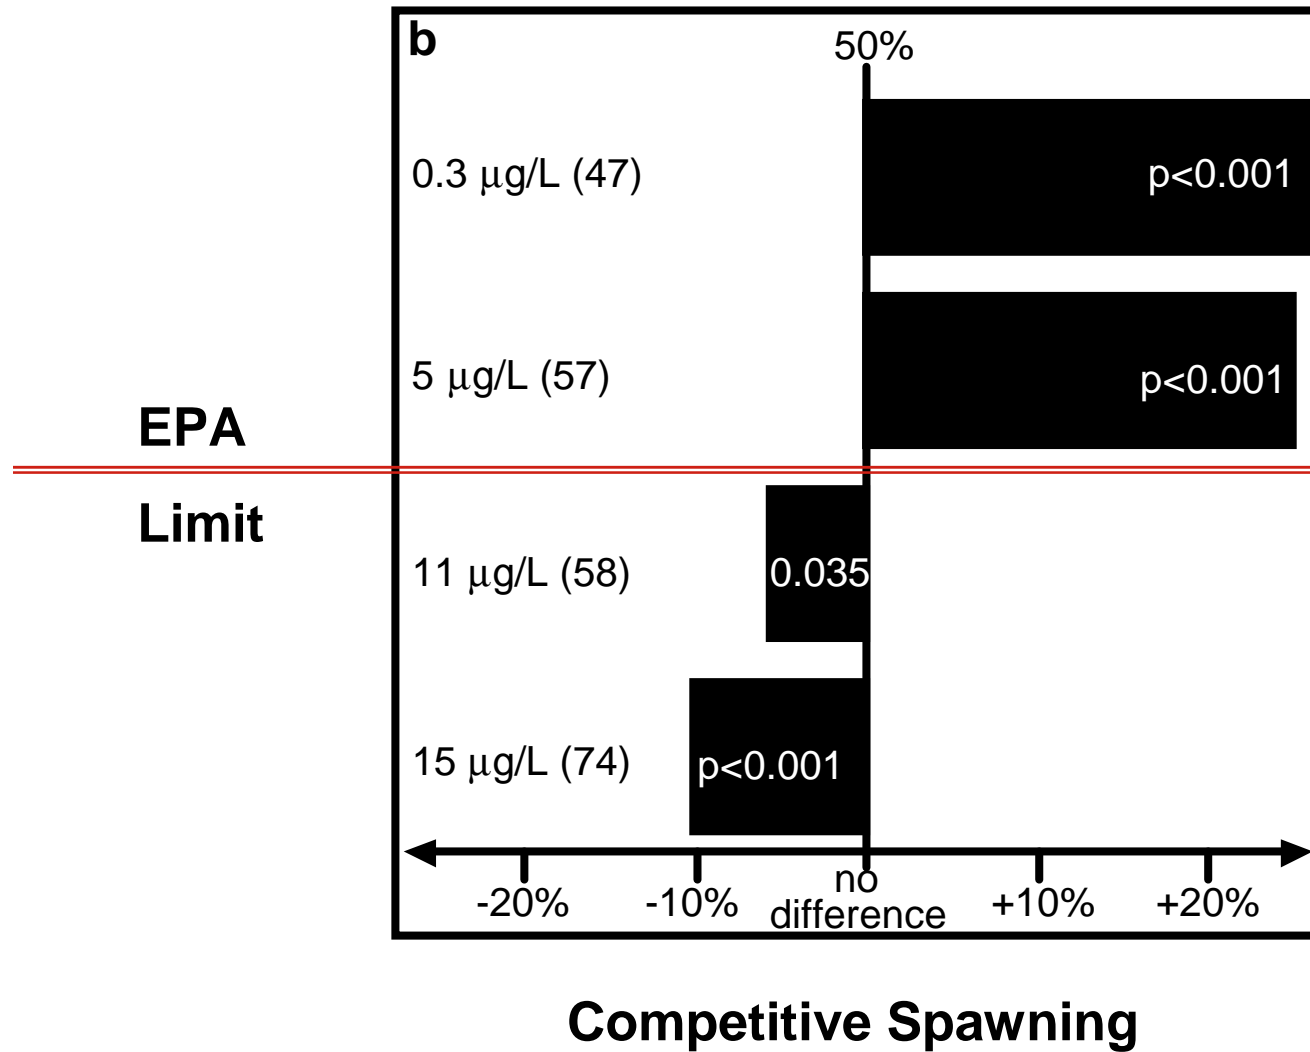 b
50%
0.3 μg/L (47)
p<0.001
5 μg/L (57)
p<0.001
EPA
Limit
11 μg/L (58)
0.035
15 μg/L (74)
p<0.001
-20%
-10%
no
difference
+10%
+20%
Competitive Spawning